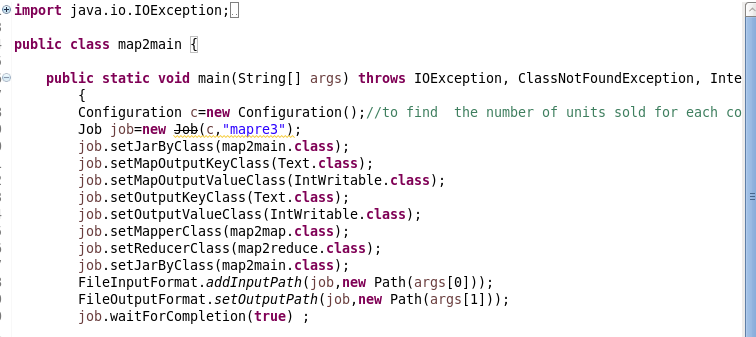 import java.io.IOException;
public class map2main {
public static void main(String[] args) throws IOException, ClassNotFoundException, Inte
{
Configuration c=new Configuration();//to find  the number of units sold for each co
Job job=new Job(c,"mapre3");
job.setJarByClass(map2main.class);
job.setMapOutputKeyClass(Text.class);
job.setMapOutputValueClass(IntWritable.class);
job.setOutputKeyClass(Text.class);
job.setOutputValueClass(IntWritable.class);
job.setMapperClass(map2map.class);
job.setReducerClass(map2reduce.class);
job.setJarByClass(map2main.class);
FileInputFormat.addInputPath(job,new Path(args[0]));
FileOutputFormat.setOutputPath(job,new Path(args[1]));
job.waitForCompletion(true) ;